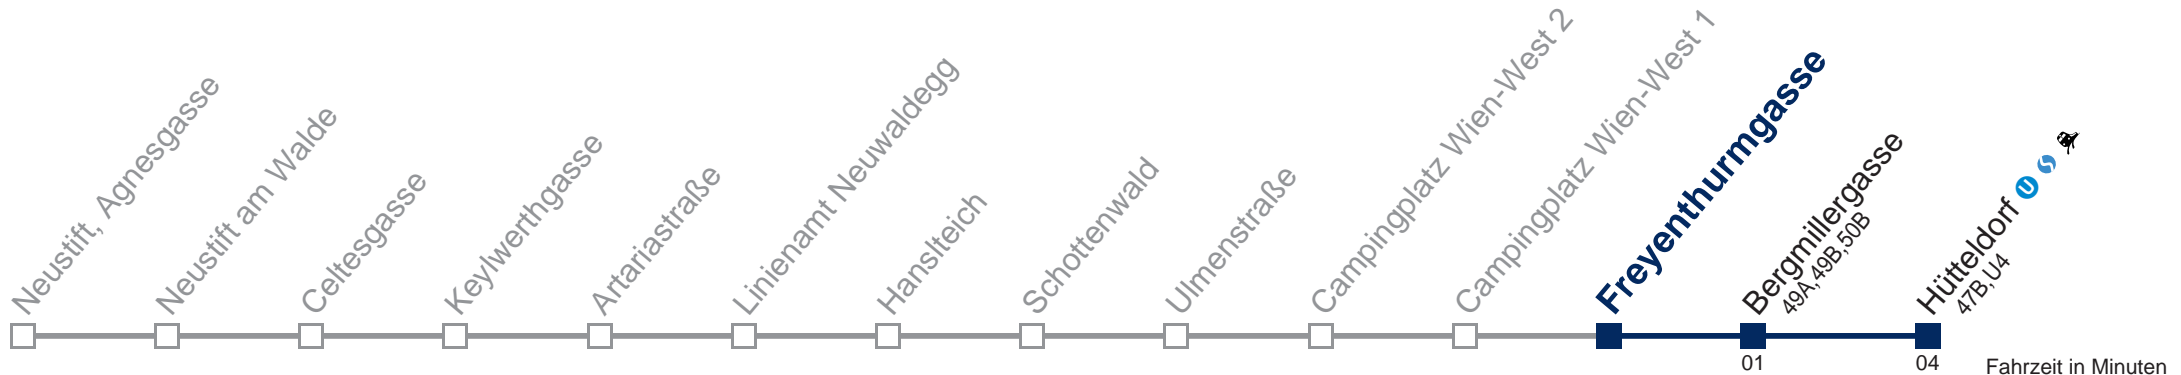 Neustift, Agnesgasse
Neustift am Walde
Celtesgasse
Keylwerthgasse
Artariastraße
Linienamt Neuwaldegg
Hanslteich
Schottenwald
Ulmenstraße
Campingplatz Wien-West 2
Campingplatz Wien-West 1
Freyenthurmgasse
Bergmillergasse
49A,49B,50B
Hütteldorf U S
47B,U4
01
04
Fahrzeit in Minuten